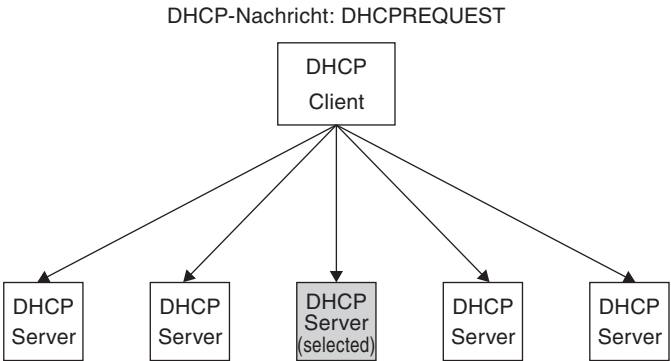 DHCP-Nachricht: DHCPREQUEST
DHCP
Client
DHCP
Server
DHCP
Server
DHCP
Server
(selected)
DHCP
Server
DHCP
Server